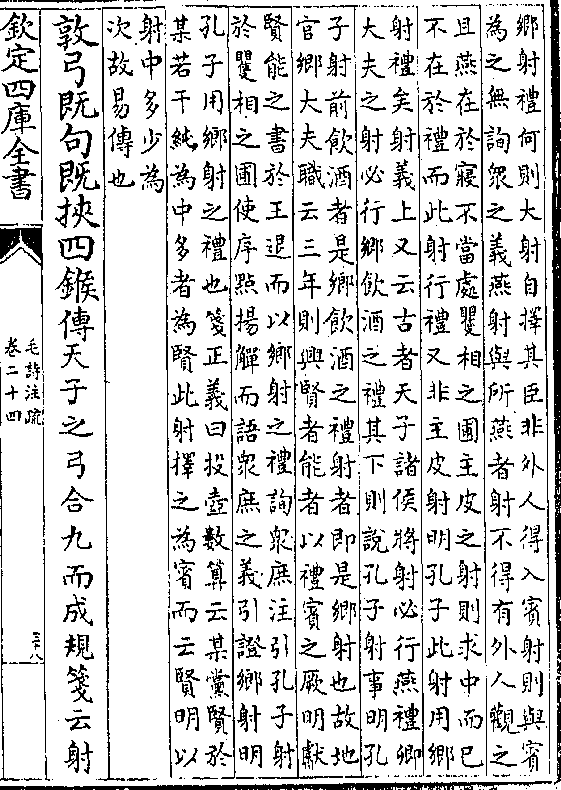 鄉射禮何則大射自擇其臣非外人得入賓射則與賓
為之無詢衆之義燕射與所燕者射不得有外人觀之
且燕在於寢不當處矍相之圃主皮之射則求中而已
不在於禮而此射行禮又非主皮射明孔子此射用鄉
射禮矣射義上又云古者天子諸侯將射必行燕禮卿
大夫之射必行鄉飲酒之禮其下則說孔子射事明孔
子射前飲酒者是鄉飲酒之禮射者即是鄉射也故地
官鄉大夫職云三年則興賢者能者以禮賓之厥明獻
賢能之書於王退而以鄉射之禮詢衆庶注引孔子射
於矍相之圃使序點揚觶而語衆庶之義引證鄉射明
孔子用鄉射之禮也箋正義曰投壺數算云某黨賢於
某若干純為中多者為賢此射擇之為賓而云賢明以
射中多少為
次故易傳也
敦弓既句既挾四鍭傳天子之弓合九而成規箋云射
欽定四庫全書
毛詩注疏
卷二十四
三十八